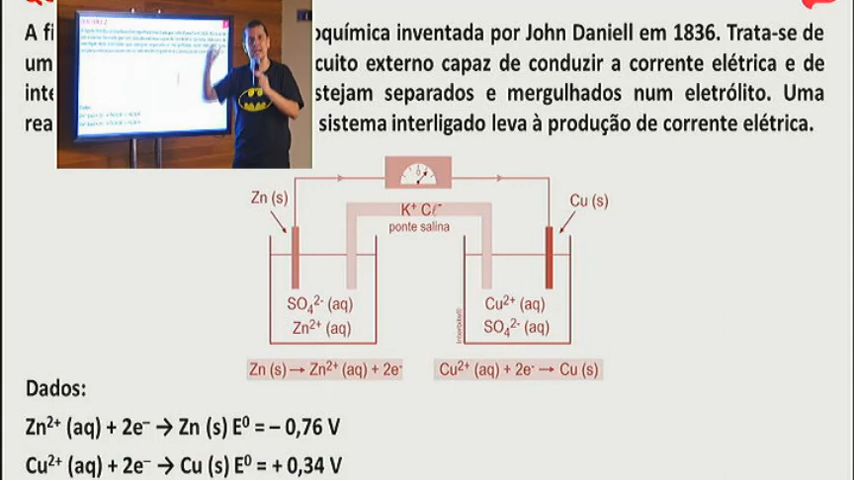 A fi
oquímica inventada por John Daniell em 1836. Trata-se de
um
cuito externo capaz de conduzir a corrente elétrica e de
inte
stejam separados e mergulhados num eletrólito. Uma
rea
sistema interligado leva à produção de corrente elétrica.
Zn (s)
K⁺ Cℓ⁻
ponte salina
Cu (s)
SO₄²⁻ (aq)
Zn²⁺ (aq)
Cu²⁺ (aq)
SO₄²⁻ (aq)
Zn (s) → Zn²⁺ (aq) + 2e⁻
Cu²⁺ (aq) + 2e⁻ → Cu (s)
Dados:
Zn²⁺ (aq) + 2e⁻ → Zn (s) E⁰ = – 0,76 V
Cu²⁺ (aq) + 2e⁻ → Cu (s) E⁰ = + 0,34 V